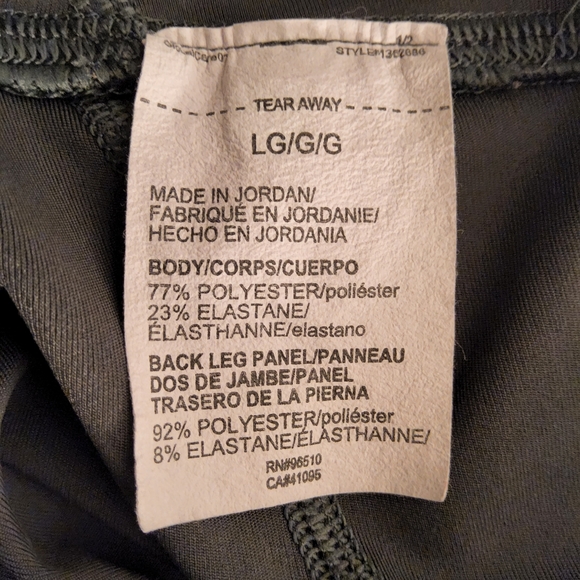 1/2
TEAR AWAY
LG/G/G
MADE IN JORDAN/
FABRIQUÉ EN JORDANIE/
HECHO EN JORDANIA
BODY/CORPS/CUERPO
77% POLYESTER/poliéster
23% ELASTANE/
ÉLASTHANNE/elastano
BACK LEG PANEL/PANNEAU
DOS DE JAMBE/PANEL
TRASERO DE LA PIERNA
92% POLYESTER/poliéster
8% ELASTANE/ÉLASTHANNE/
RN#96510
CA#41095